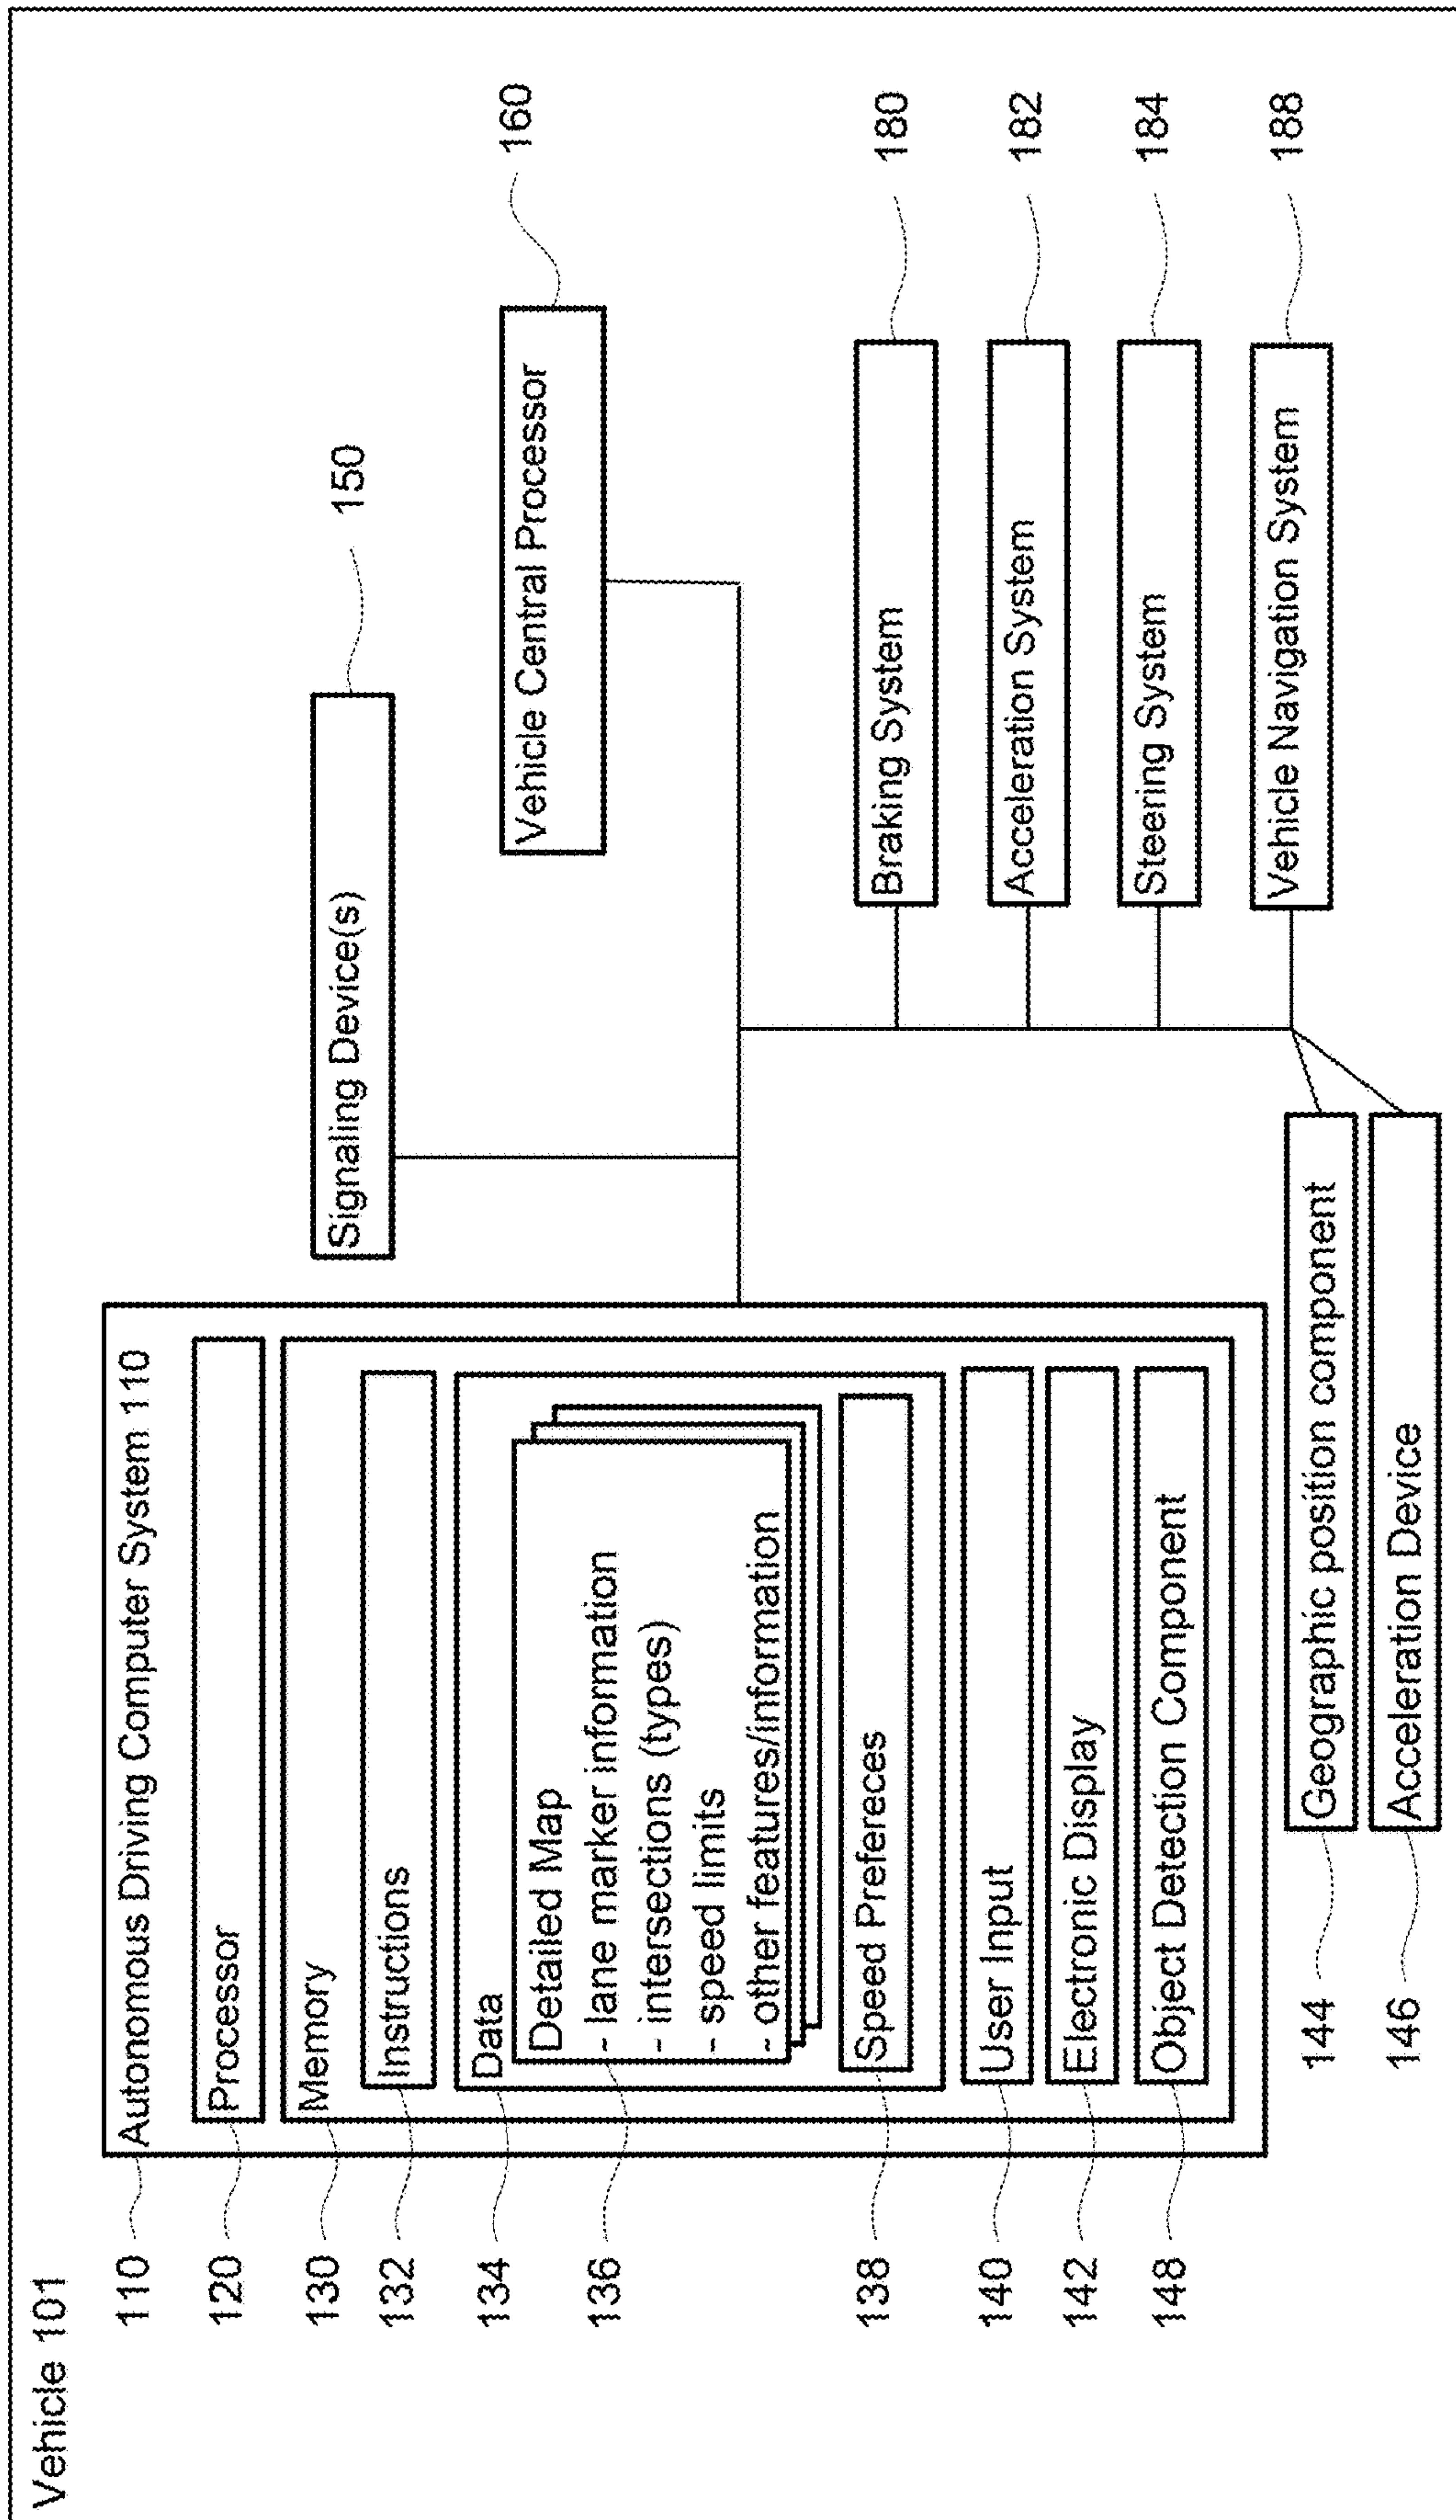 Vehicle 101
110
Autonomous Driving Computer System 110
120
Processor
130
Memory
132
Instructions
134
Data
136
Detailed Map
- lane marker information
- intersections (types)
- speed limits
- other features/information
138
Speed Prefereces
140
User Input
142
Electronic Display
148
Object Detection Component
144
Geographic position component
146
Acceleration Device
Signaling Device(s)
150
Vehicle Central Processor
160
Braking System
180
Acceleration System
182
Steering System
184
Vehicle Navigation System
188